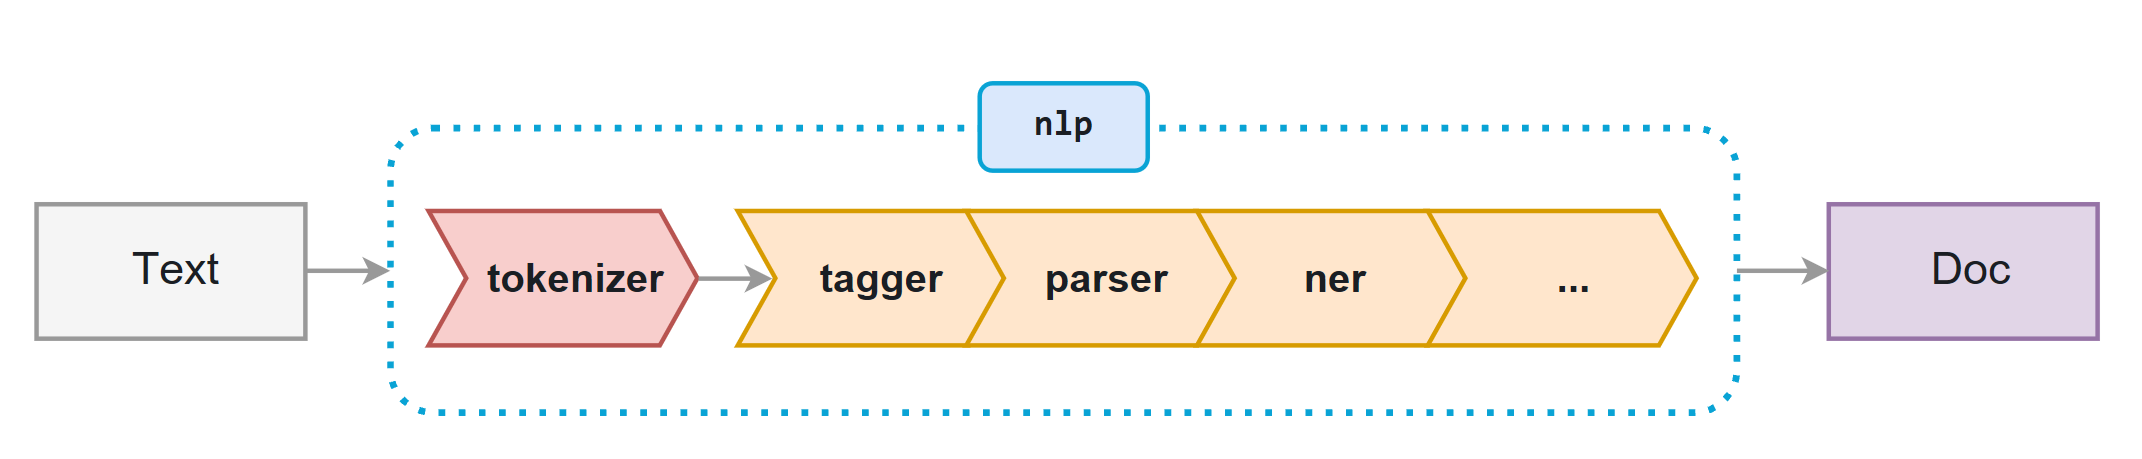 nlp
Text
tokenizer
tagger
parser
ner
...
Doc